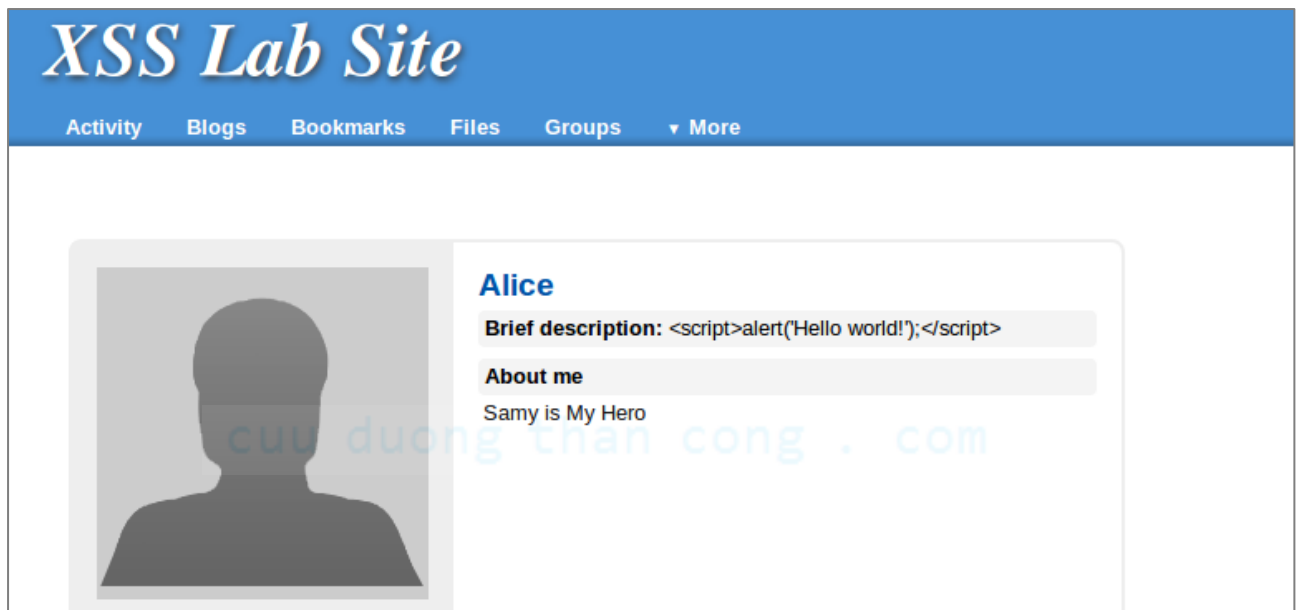 XSS Lab Site
Activity Blogs Bookmarks Files Groups ▼ More
Alice
Brief description: <script>alert('Hello world!');</script>
About me
Samy is My Hero
cuu duong than cong . com